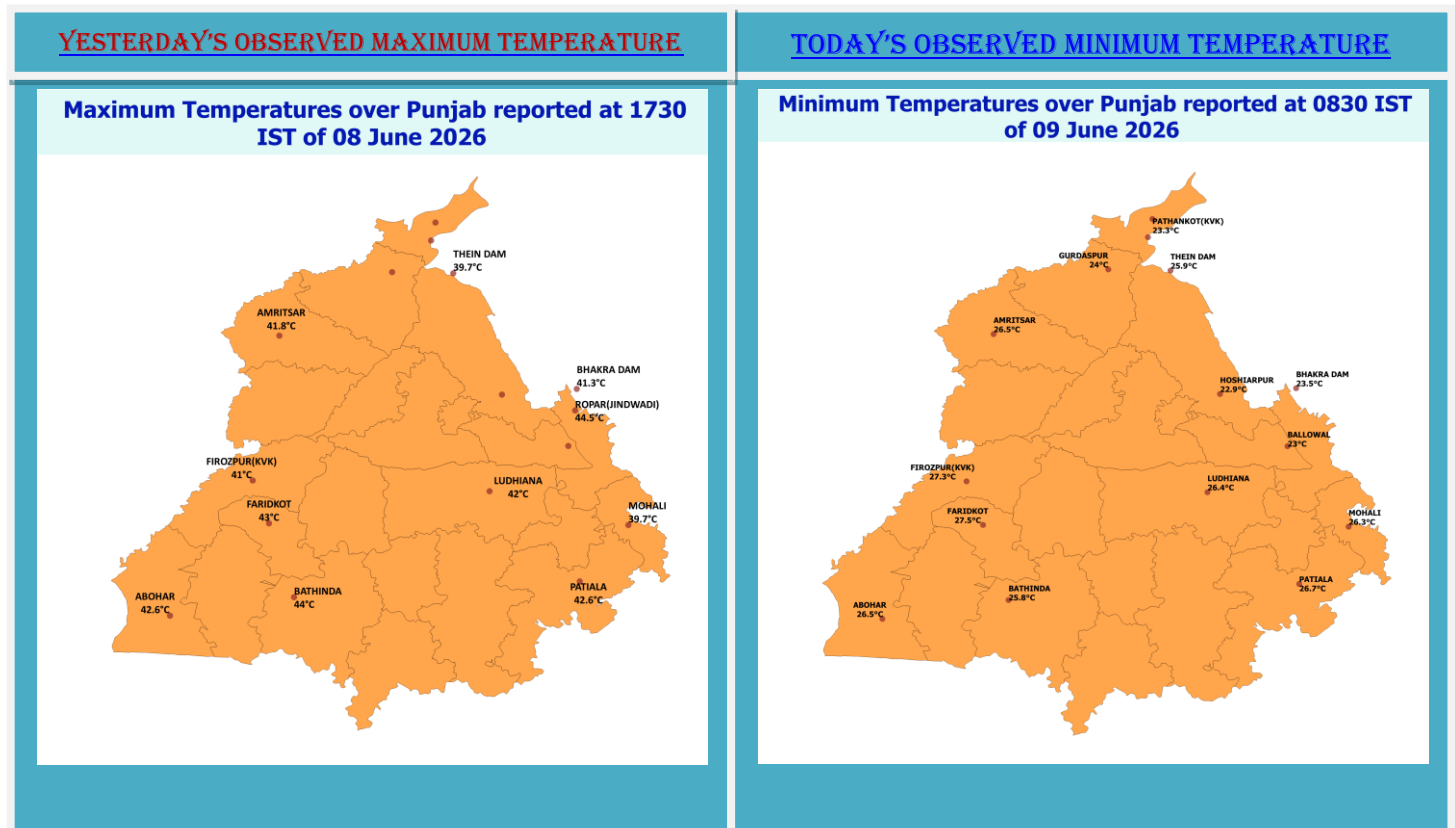 YESTERDAY'S OBSERVED MAXIMUM TEMPERATURE
Maximum Temperatures over Punjab reported at 1730
IST of 08 June 2026
THEIN DAM
39.7°C
AMRITSAR
41.8°C
BHAKRA DAM
41.3°C
ROPAR(JINDWADI)
44.5°C
FIROZPUR(KVK)
41°C
LUDHIANA
42°C
FARIDKOT
43°C
MOHALI
39.7°C
PATIALA
42.6°C
BATHINDA
44°C
ABOHAR
42.6°C
TODAY'S OBSERVED MINIMUM TEMPERATURE
Minimum Temperatures over Punjab reported at 0830 IST
of 09 June 2026
PATHANKOT(KVK)
23.3°C
GURDASPUR
24°C
THEIN DAM
25.9°C
AMRITSAR
26.5°C
BHAKRA DAM
23.5°C
HOSHIARPUR
22.9°C
BALLOWAL
23°C
FIROZPUR(KVK)
27.3°C
LUDHIANA
26.4°C
FARIDKOT
27.5°C
MOHALI
26.3°C
PATIALA
26.7°C
BATHINDA
25.8°C
ABOHAR
26.5°C